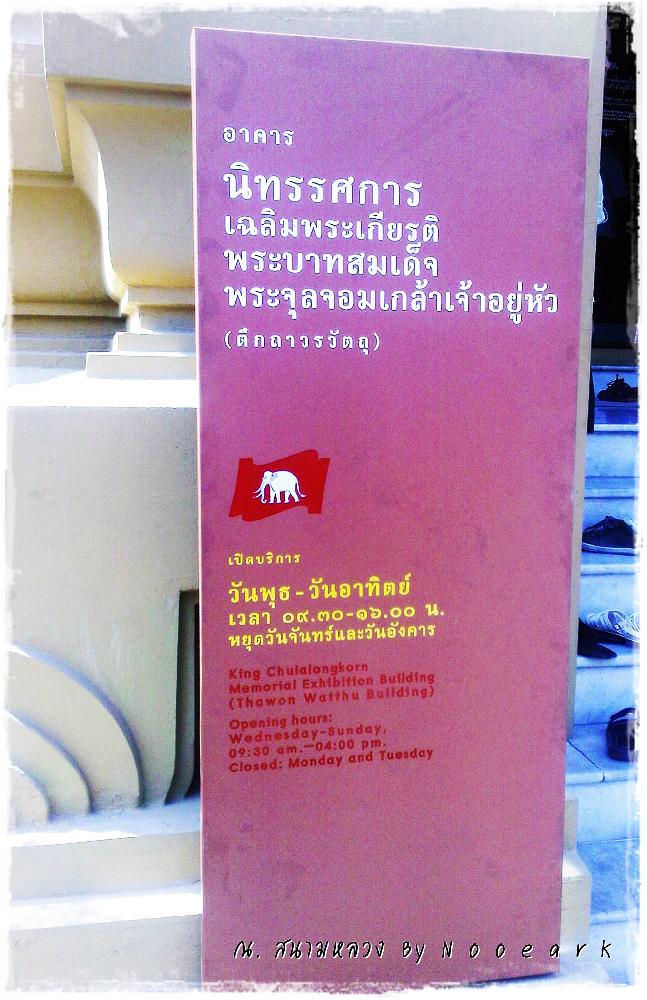 อาคาร
นิทรรศการ
เฉลิมพระเกียรติ
พระบาทสมเด็จ
พระจุลจอมเกล้าเจ้าอยู่หัว
(ตึกถาวรวัตถุ)
เปิดบริการ
วันพุธ-วันอาทิตย์
เวลา ๐๙.๓๐-๑๖.๐๐ น.
หยุดวันจันทร์และวันอังคาร
King Chulalongkorn
Memorial Exhibition Building
(Thawon Watthu Building)
Opening hours:
Wednesday-Sunday,
09:30 am.-04:00 pm.
Closed: Monday and Tuesday
ณ. สนามหลวง By Nooeark